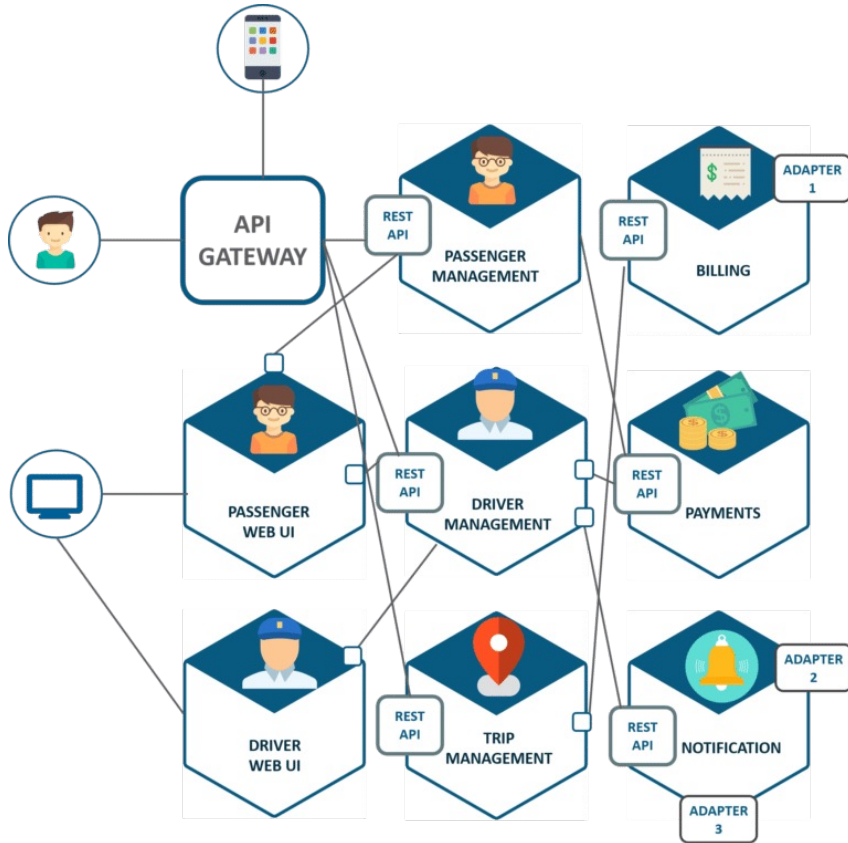 API
GATEWAY
REST
API
PASSENGER
MANAGEMENT
REST
API
BILLING
ADAPTER
1
PASSENGER
WEB UI
REST
API
DRIVER
MANAGEMENT
REST
API
PAYMENTS
DRIVER
WEB UI
REST
API
TRIP
MANAGEMENT
REST
API
NOTIFICATION
ADAPTER
2
ADAPTER
3